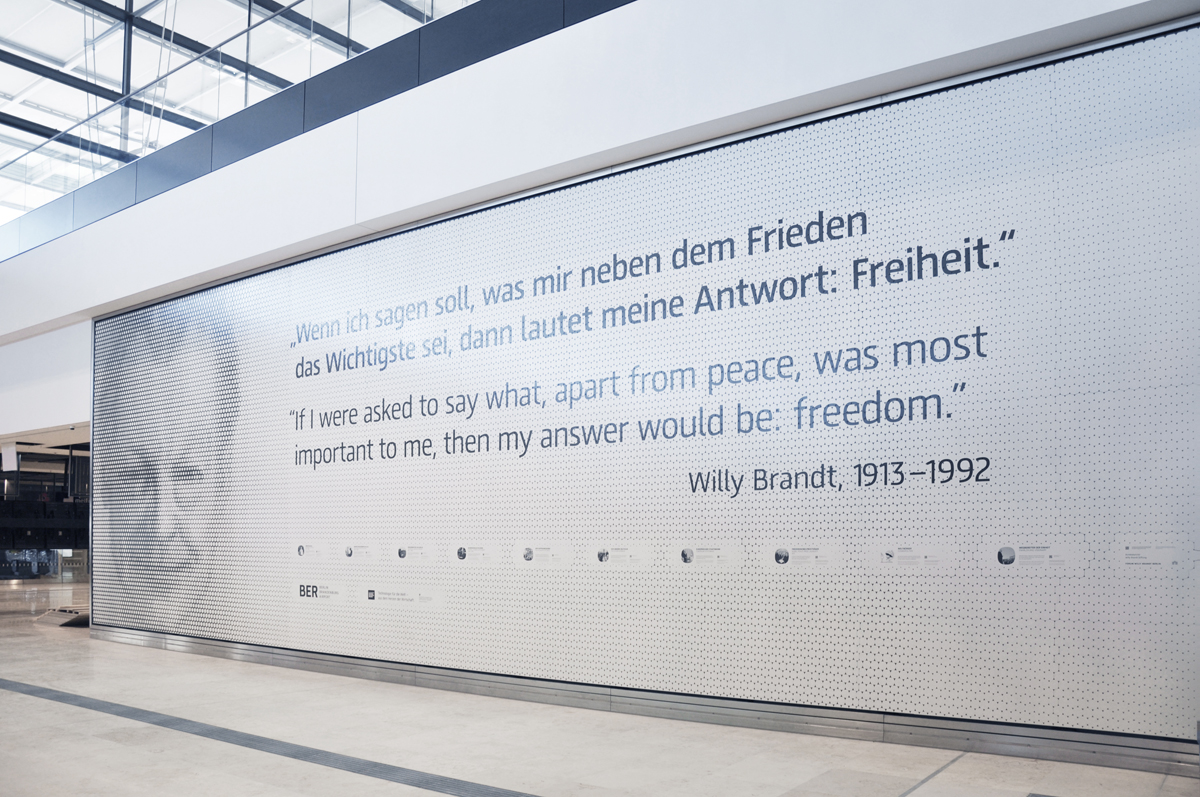 „Wenn ich sagen soll, was mir neben dem Frieden
das Wichtigste sei, dann lautet meine Antwort: Freiheit.“
“If I were asked to say what, apart from peace, was most
important to me, then my answer would be: freedom.”
Willy Brandt, 1913–1992
BER